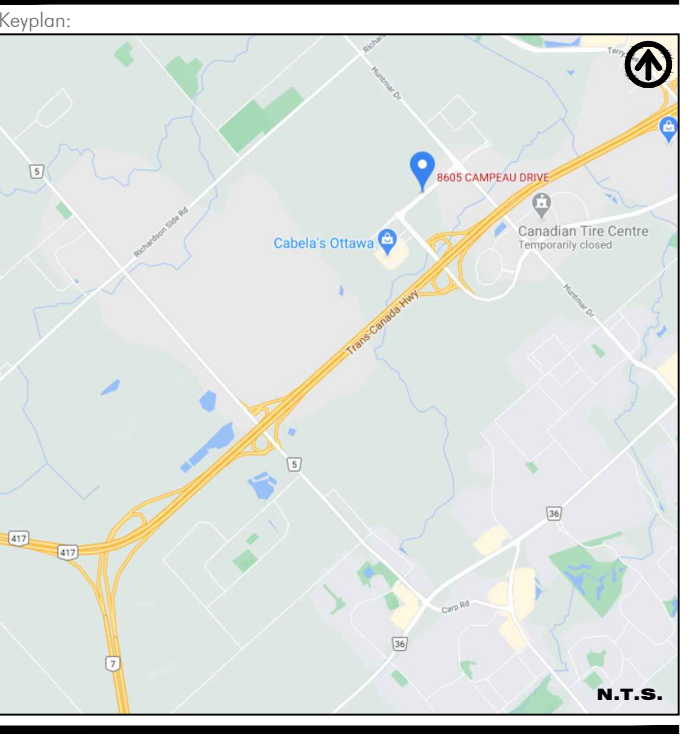 Keyplan:
Terry
Huntmar Dr
5
8605 CAMPEAU DRIVE
Richardson Side Rd
Cabela's Ottawa
Canadian Tire Centre
Temporarily closed
Huntmar Dr
Trans-Canada Hwy
5
36
417
417
Carp Rd
36
7
N.T.S.